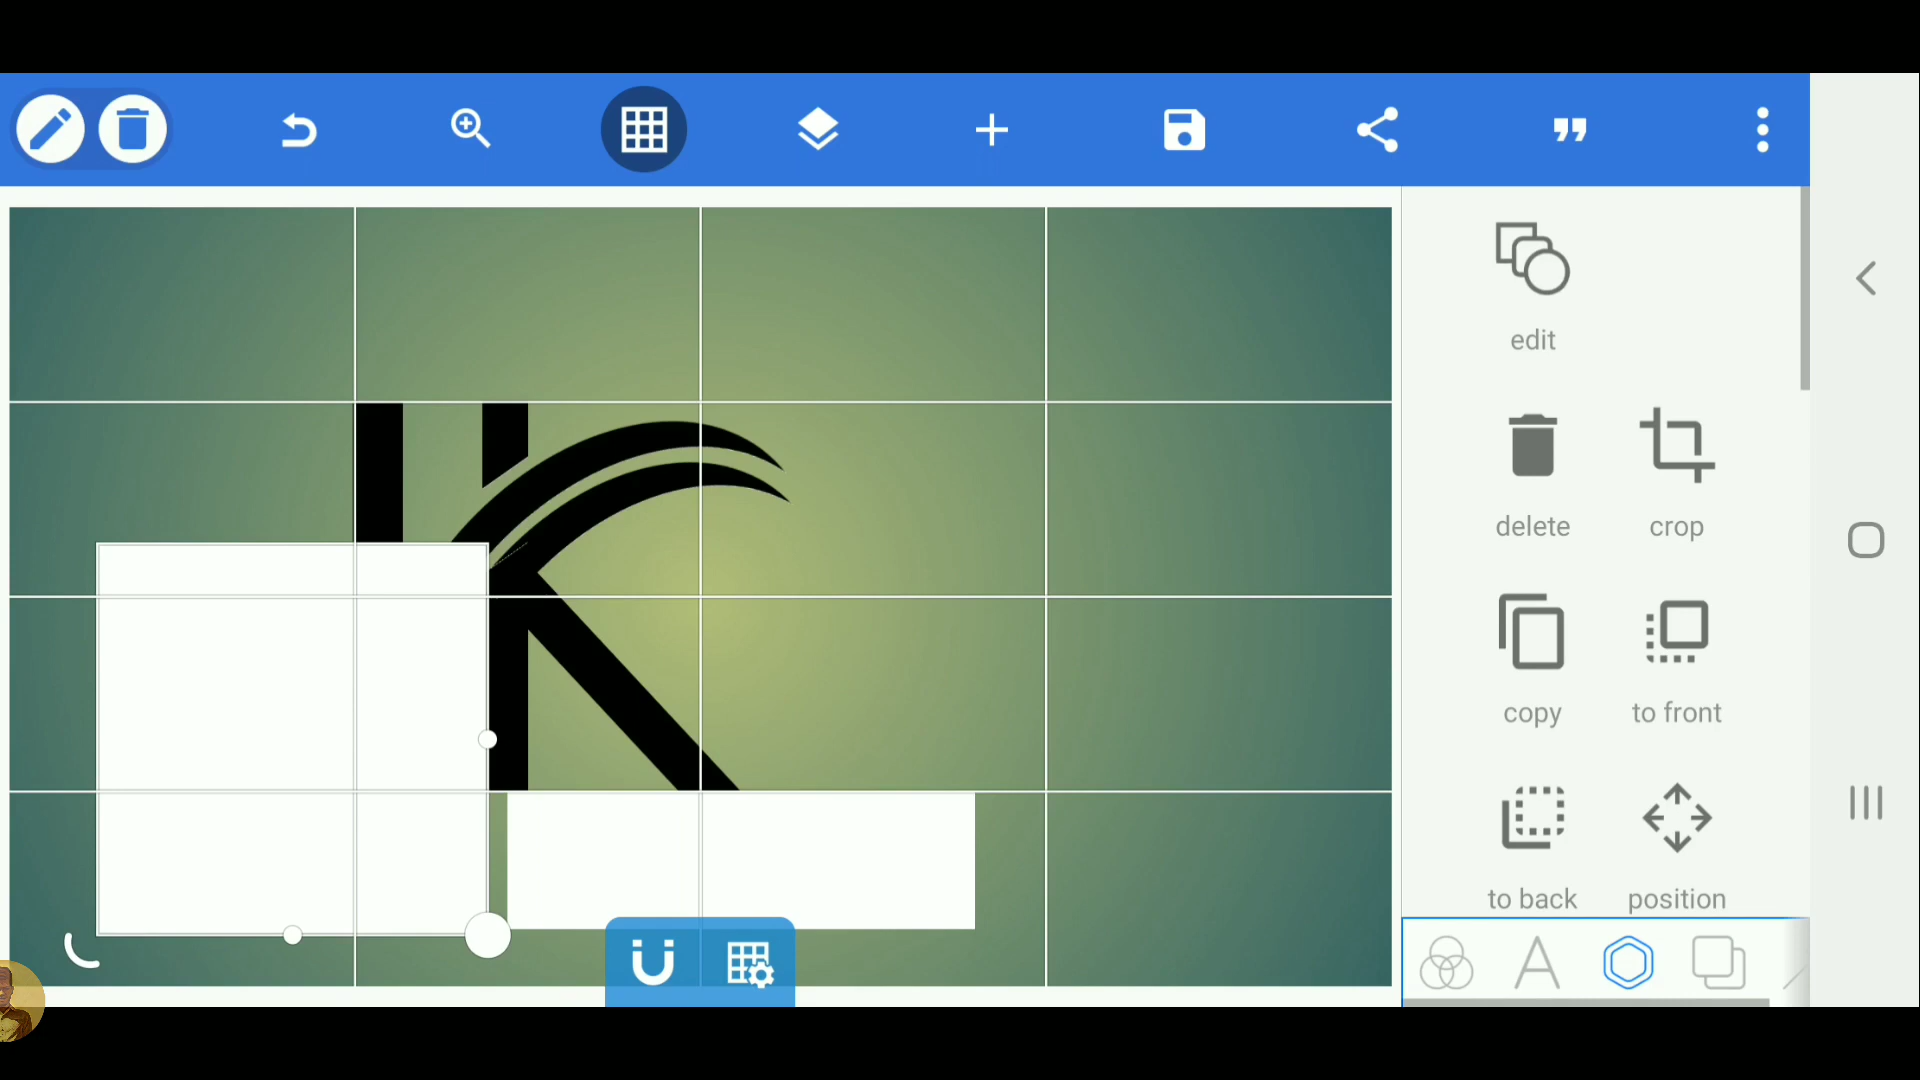 K
edit
delete
crop
copy
to front
to back
position